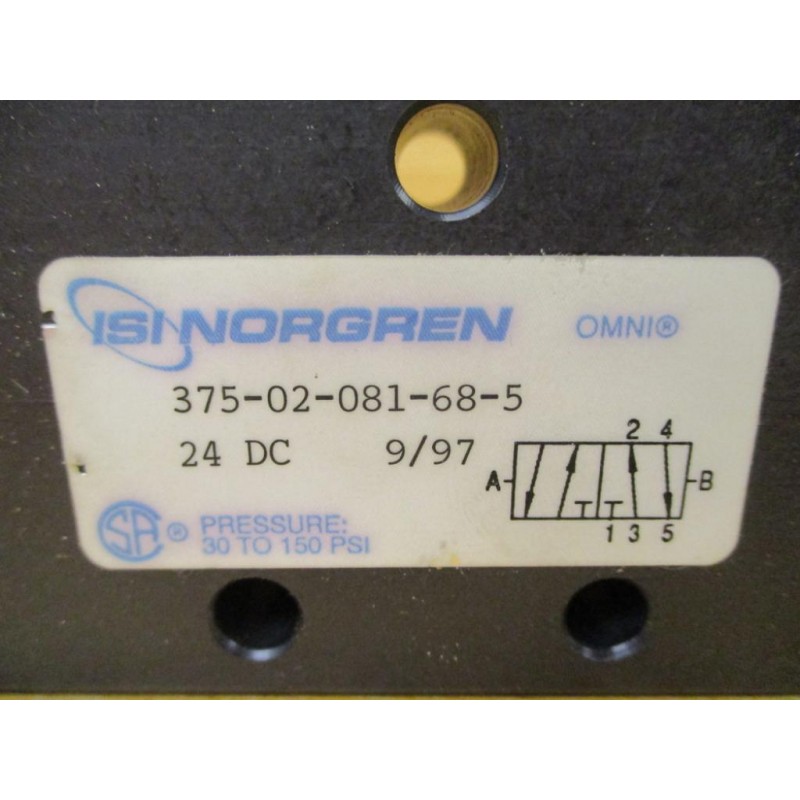 ISI NORGREN OMNI®
375-02-081-68-5
24 DC 9/97
2 4
A B
1 3 5
SA ® PRESSURE:
30 TO 150 PSI